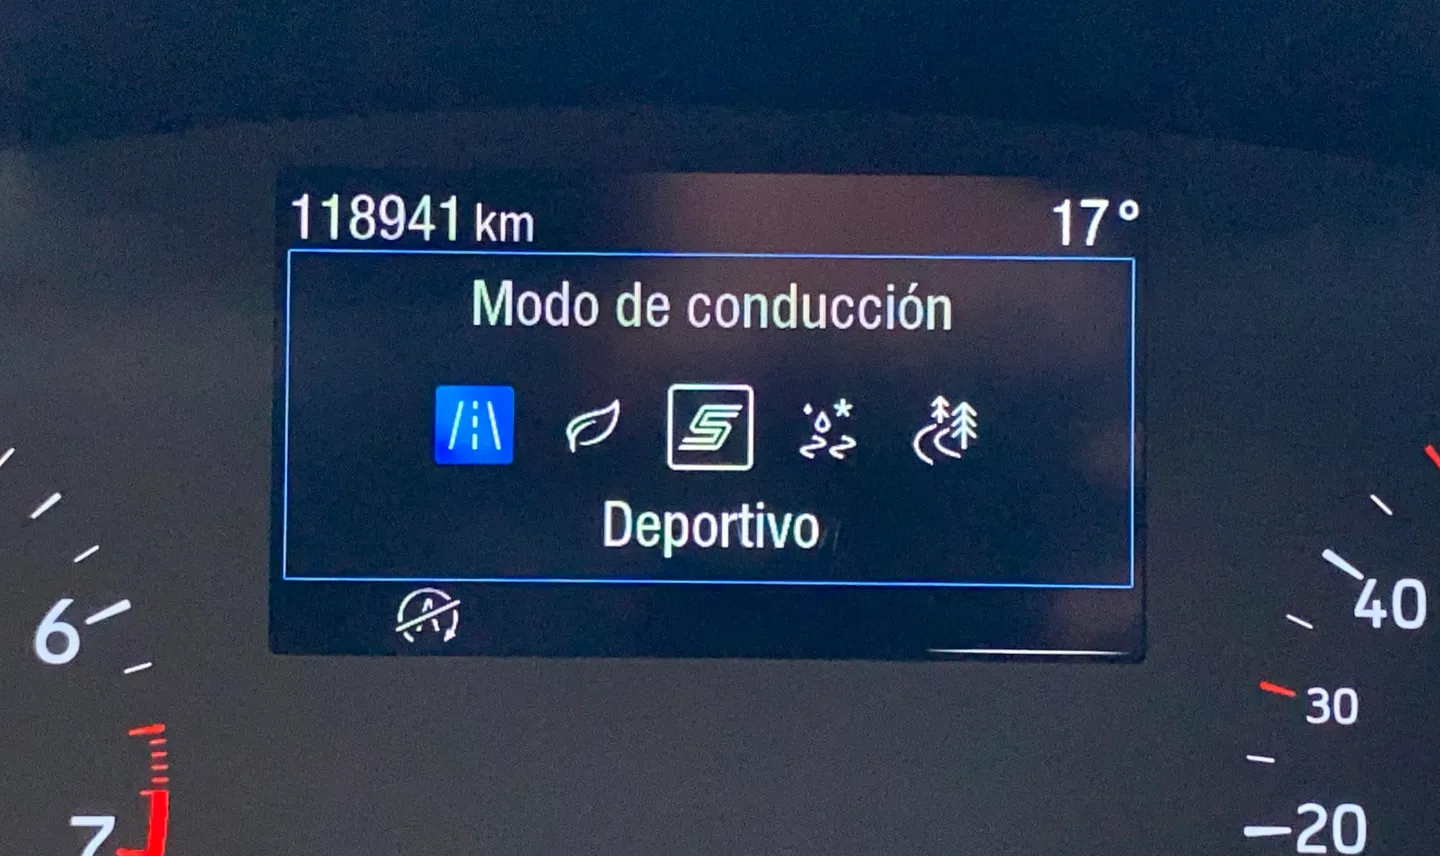 118941 km 17°
Modo de conducción
S
Deportivo
A
6
7
40
30
20